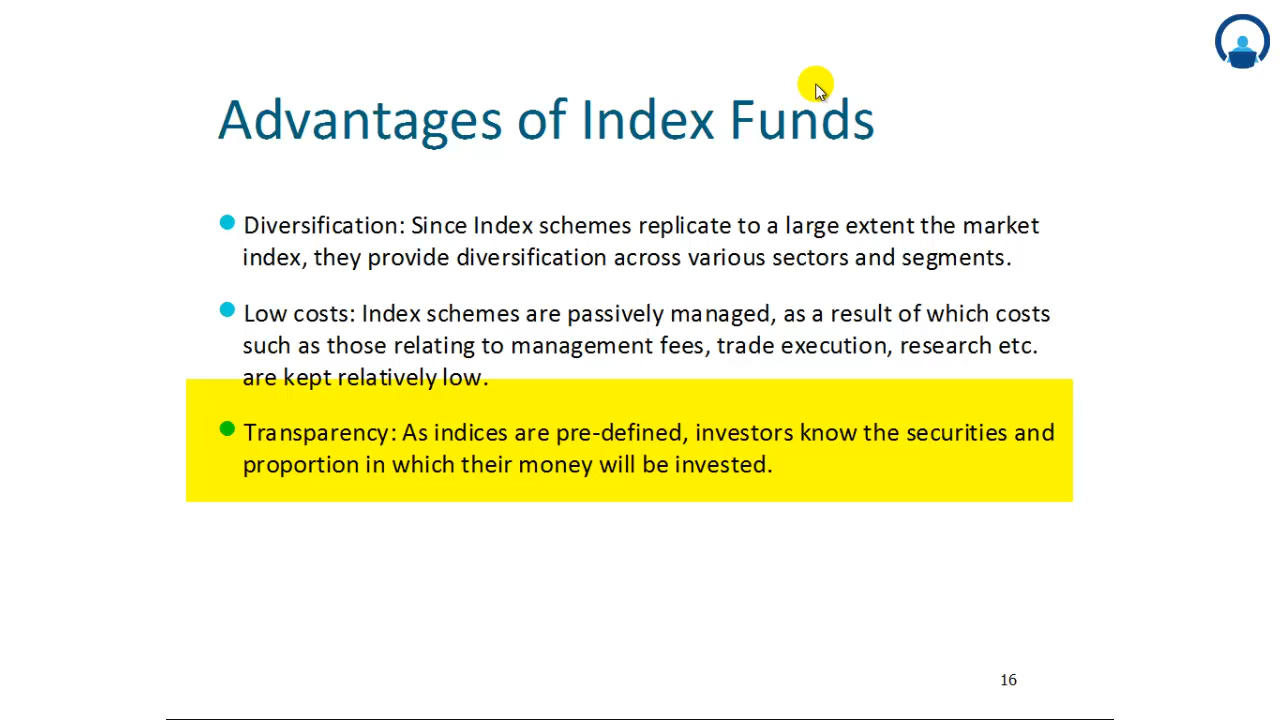 Advantages of Index Funds
Diversification: Since Index schemes replicate to a large extent the market
index, they provide diversification across various sectors and segments.
Low costs: Index schemes are passively managed, as a result of which costs
such as those relating to management fees, trade execution, research etc.
are kept relatively low.
Transparency: As indices are pre-defined, investors know the securities and
proportion in which their money will be invested.
16